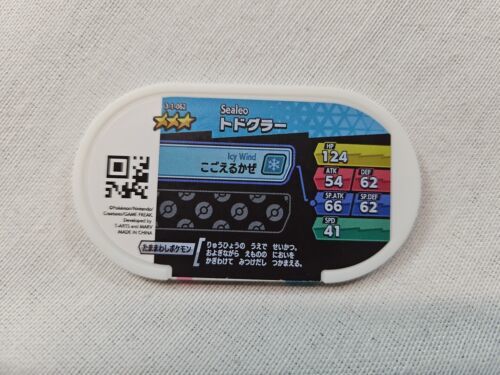 3-1-062
Sealeo
トドグラー
Icy Wind
こごえるかぜ
HP
124
ATK
54
DEF
62
SP.ATK
66
SP.DEF
62
SPD
41
©Pokémon/Nintendo/
Creatures/GAME FREAK
Developed by
T-ARTS and MARV
MADE IN CHINA
たままわしポケモン
りゅうひょうの うえで せいかつ。
およぎながら えものの においを
かぎわけて みつけだし つかまえる。